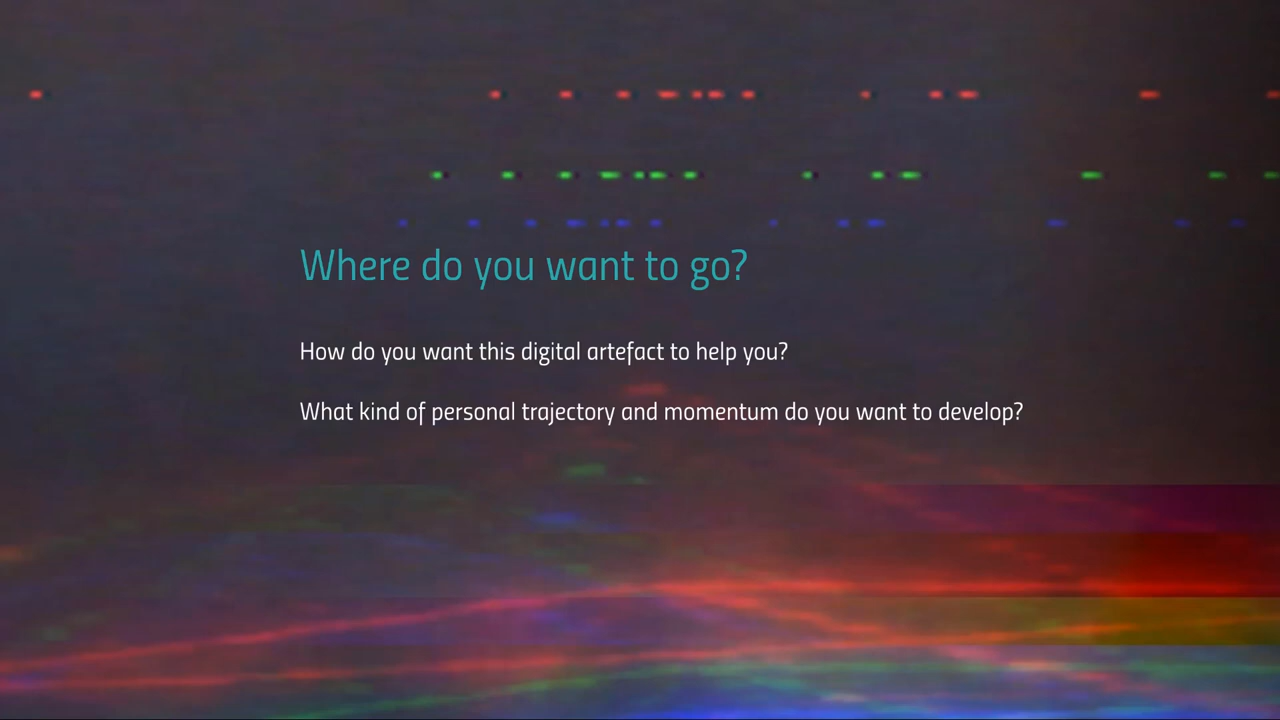 Where do you want to go?
How do you want this digital artefact to help you?
What kind of personal trajectory and momentum do you want to develop?